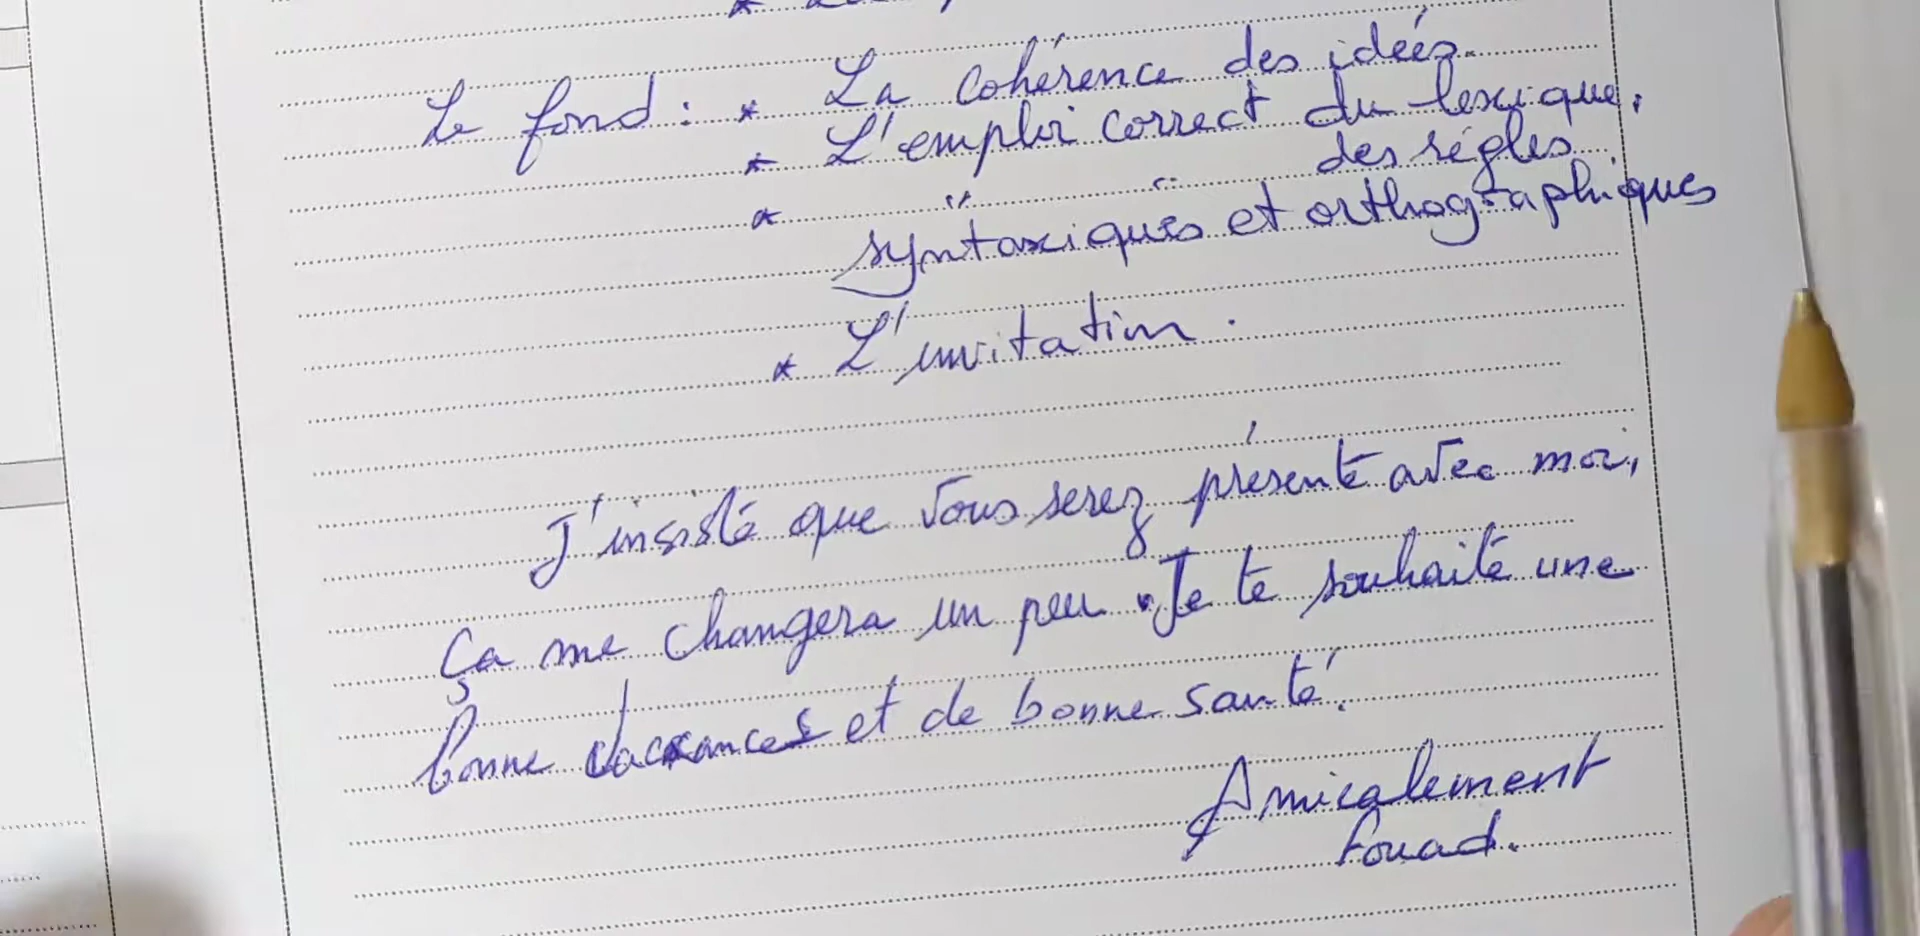 Le fond : * La cohérence des idées.
* L'emploi correct du lexique.
* " " des régles
syntaxiques et orthographiques
* L'invitation.
J'insiste que vous serez présente avec moi,
ça me changera un peu. Je te souhaite une
bonne vacances et de bonne santé.
Amicalement
Fouad.